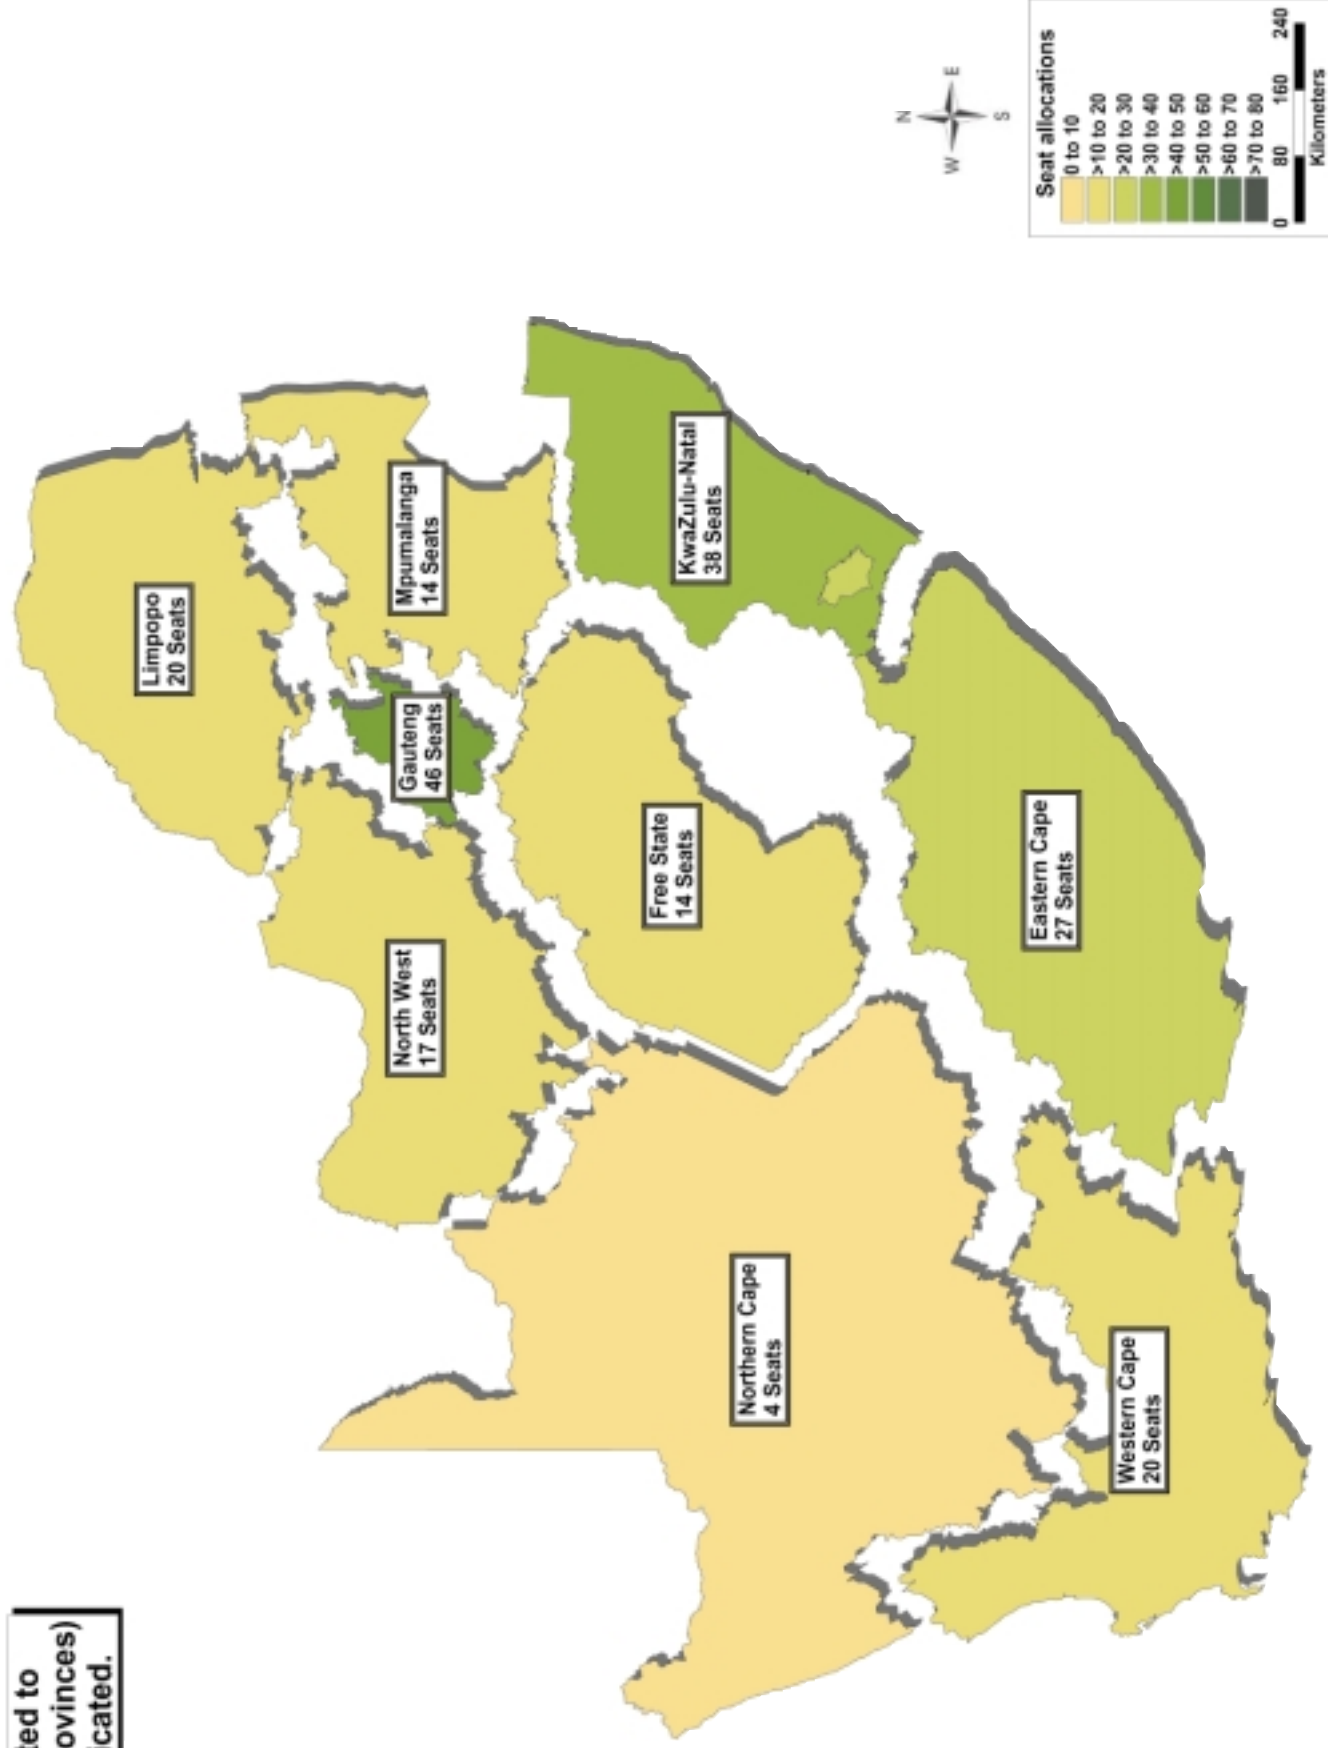 ted to
ovinces)
icated.
Limpopo
20 Seats
Mpumalanga
14 Seats
Gauteng
46 Seats
North West
17 Seats
KwaZulu-Natal
38 Seats
Free State
14 Seats
Northern Cape
4 Seats
Eastern Cape
27 Seats
Western Cape
20 Seats
N
W
E
S
Seat allocations
0 to 10
>10 to 20
>20 to 30
>30 to 40
>40 to 50
>50 to 60
>60 to 70
>70 to 80
0 80 160 240
Kilometers